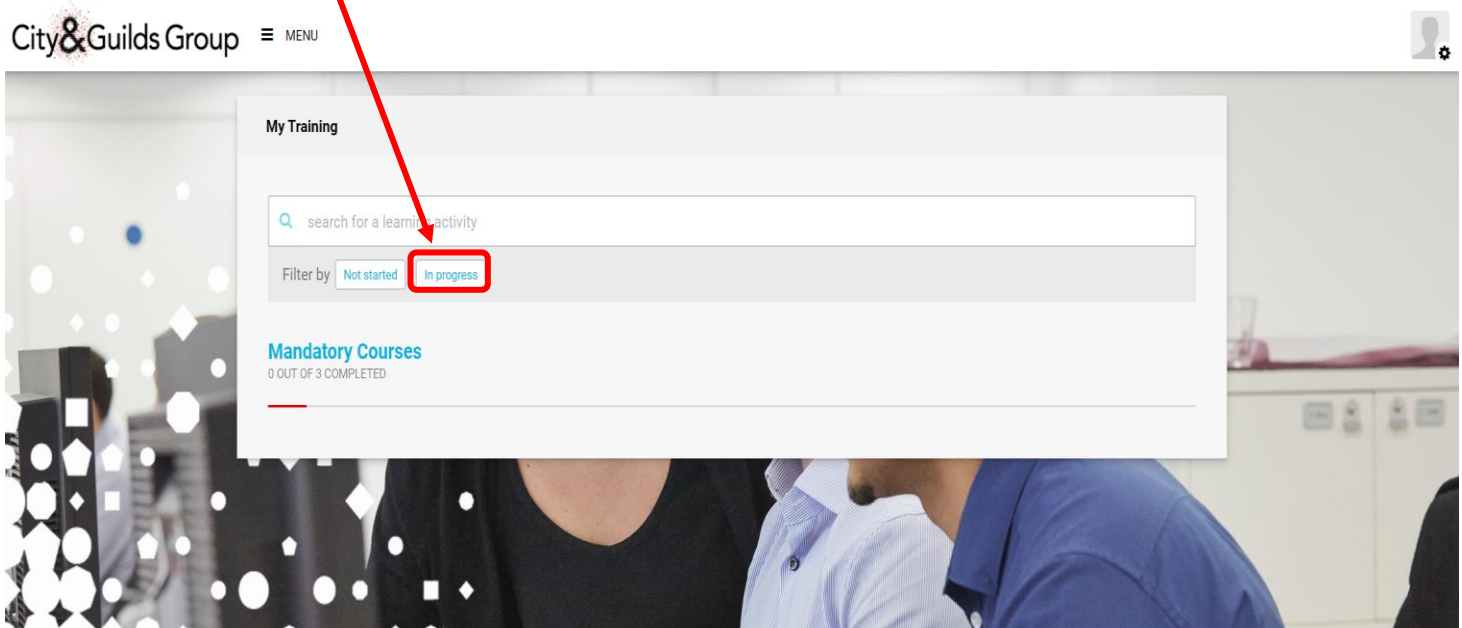 City&Guilds Group
☰ MENU
My Training
search for a learning activity
Filter by Not started In progress
Mandatory Courses
0 OUT OF 3 COMPLETED